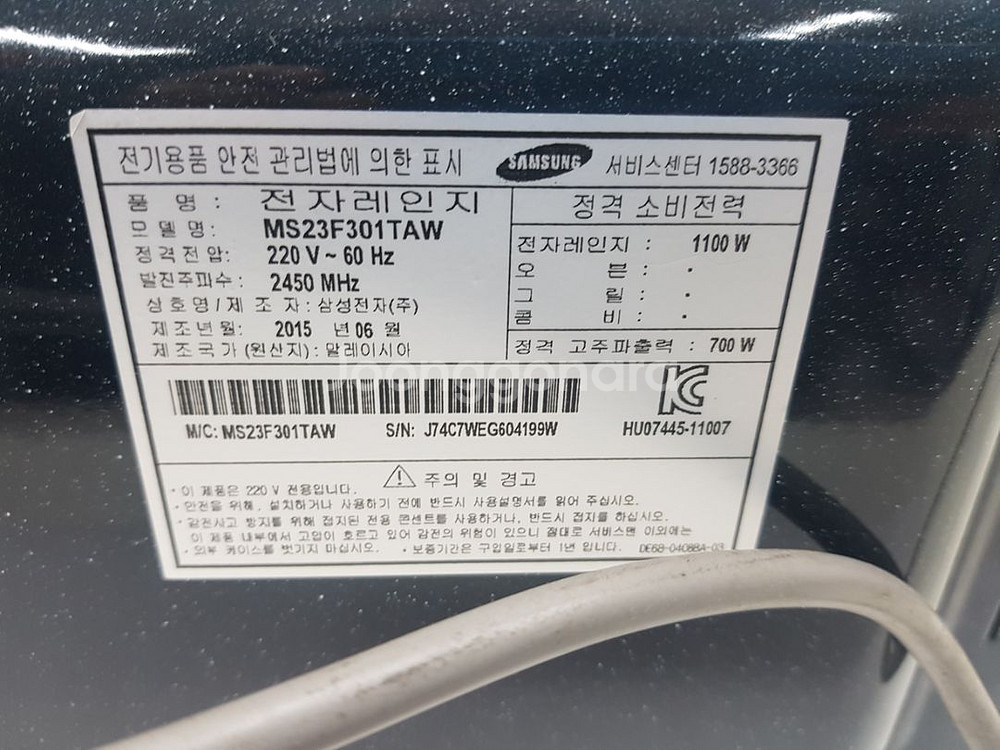 전기용품 안전 관리법에 의한 표시 SAMSUNG 서비스센터 1588-3366
품 명 : 전자레인지
모 델 명 : MS23F301TAW
정격전압: 220 V ~ 60 Hz
발진주파수 : 2450 MHz
상호명/제 조 자 : 삼성전자(주)
제조년월: 2015 년 06 월
제조국가 (원산지) : 말레이시아
정격 소비전력
전자레인지 : 1100 W
오 븐 : .
그 릴 : .
콤 비 : .
정격 고주파출력 : 700 W
Joonggonara
KC
M/C: MS23F301TAW S/N: J74C7WEG604199W HU07445-11007
주의 및 경고
· 이 제품은 220 V 전용입니다.
· 안전을 위해, 설치하거나 사용하기 전에 반드시 사용설명서를 읽어 주십시오.
· 감전사고 방지를 위해 접지된 전용 콘센트를 사용하거나, 반드시 접지를 하십시오.
이 제품 내부에서 고압이 흐르고 있어 감전의 위험이 있으니 절대로 서비스맨 이외에는
· 외부 케이스를 벗기지 마십시오. · 보증기간은 구입일로부터 1년 입니다. DE68-04088A-03